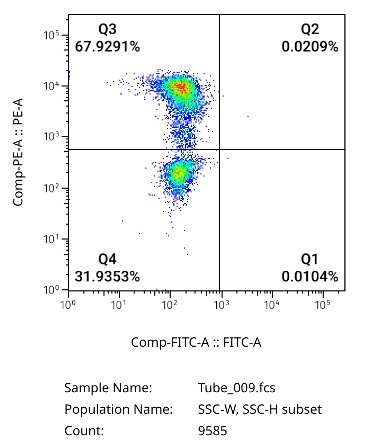 Q3
67.9291%
Q2
0.0209%
10⁵
10⁴
10³
10²
10¹
10⁰
Comp-PE-A :: PE-A
Q4
31.9353%
Q1
0.0104%
10⁰ 10¹ 10² 10³ 10⁴ 10⁵
Comp-FITC-A :: FITC-A
Sample Name: Tube_009.fcs
Population Name: SSC-W, SSC-H subset
Count: 9585